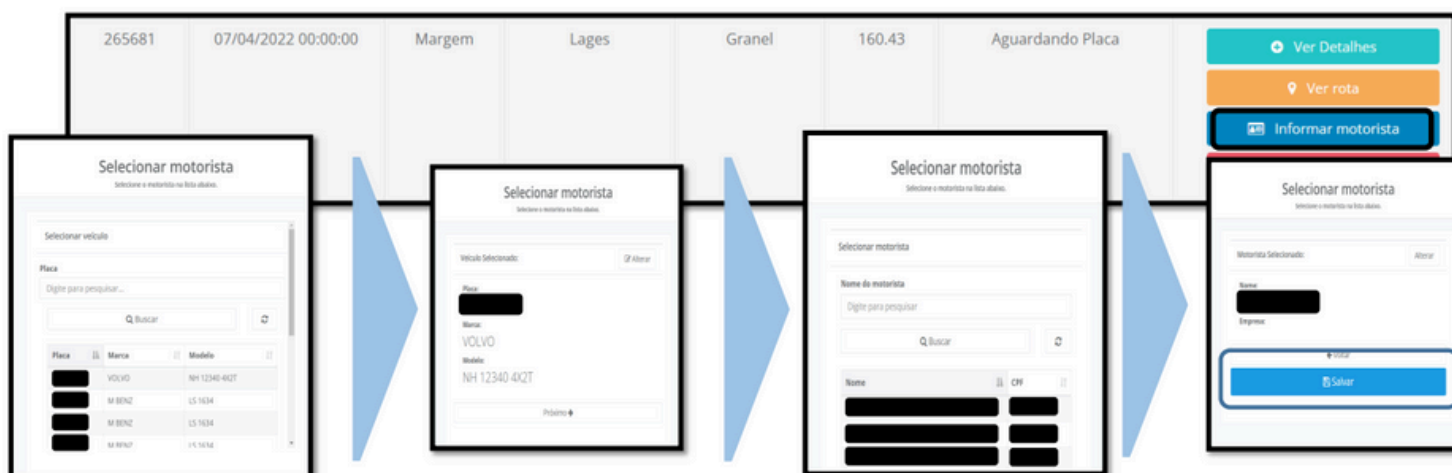 265681 07/04/2022 00:00:00 Margem Lages Granel 160.43 Aguardando Placa
Ver Detalhes
Ver rota
Informar motorista
Selecionar motorista
Selecione o motorista na lista abaixo.
Selecionar veículo
Placa
Digite para pesquisar...
Buscar
Placa Marca Modelo
VOLVO NH 12340 4X2T
M BENZ LS 1634
M BENZ LS 1634
M BENZ LS 1634
Selecionar motorista
Selecione o motorista na lista abaixo.
Veículo Selecionado: Alterar
Placa:
Marca:
VOLVO
Modelo:
NH 12340 4X2T
Próximo
Selecionar motorista
Selecione o motorista na lista abaixo.
Selecionar motorista
Nome do motorista
Digite para pesquisar
Buscar
Nome CPF
Selecionar motorista
Selecione o motorista na lista abaixo.
Motorista Selecionado: Alterar
Nome:
Empresa:
Voltar
Salvar